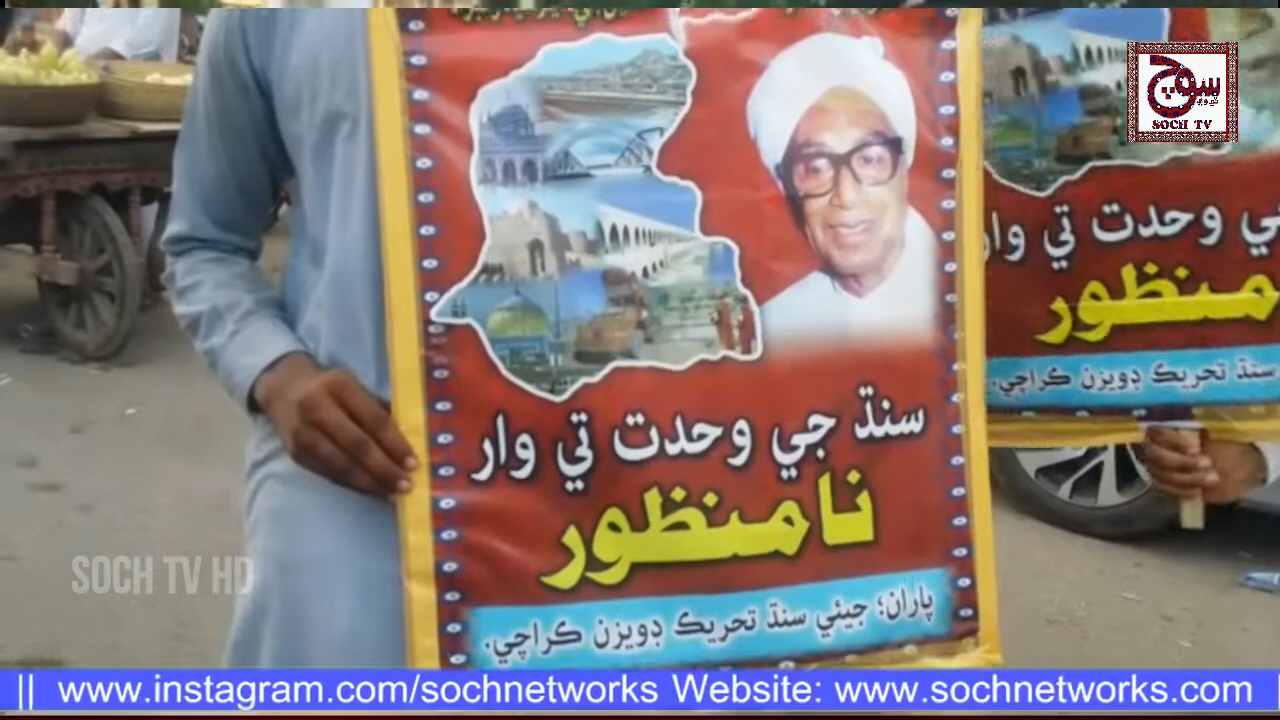 سوچ
SOCH TV
سنڌ جي وحدت تي وار
نامنظور
پاران؛ جيئي سنڌ تحريڪ ڊويزن ڪراچي.
جي وحدت تي وار
منظور
سنڌ تحريڪ ڊويزن ڪراچي.
SOCH TV HD
|| www.instagram.com/sochnetworks Website: www.sochnetworks.com ||